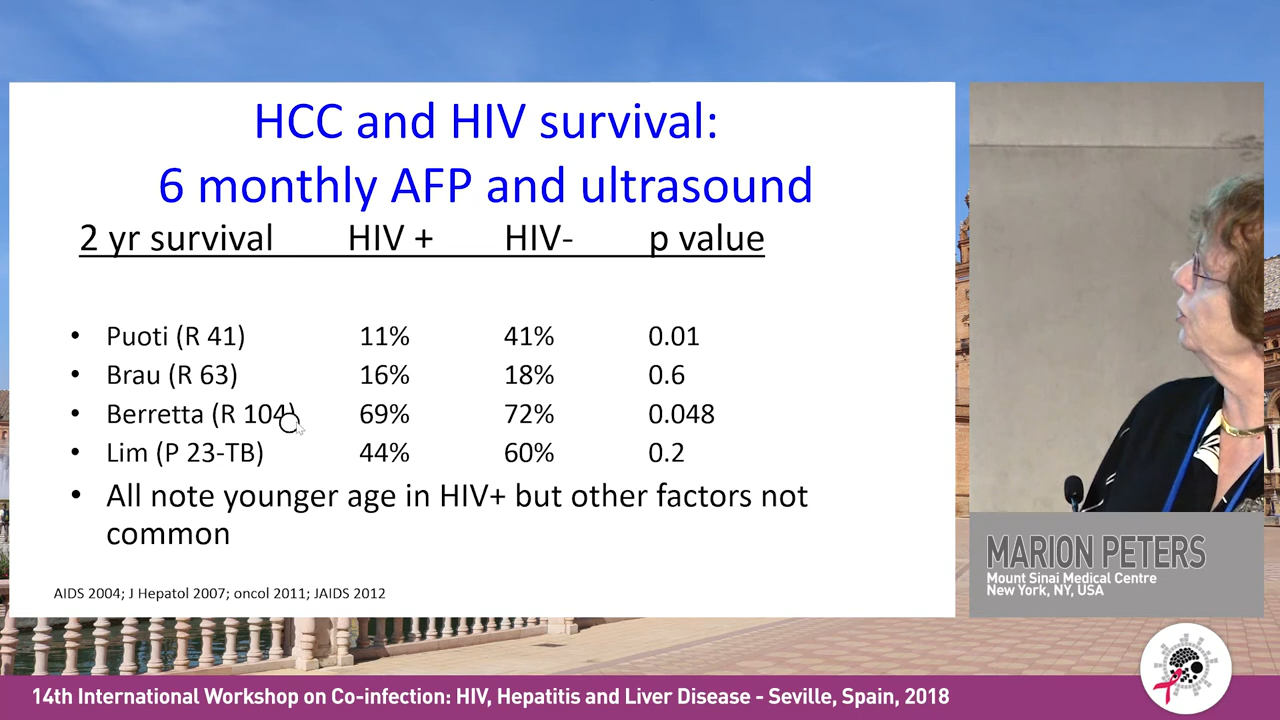 HCC and HIV survival:
6 monthly AFP and ultrasound
2 yr survival HIV + HIV- p value
• Puoti (R 41) 11% 41% 0.01
• Brau (R 63) 16% 18% 0.6
• Berretta (R 104) 69% 72% 0.048
• Lim (P 23-TB) 44% 60% 0.2
• All note younger age in HIV+ but other factors not
common
AIDS 2004; J Hepatol 2007; oncol 2011; JAIDS 2012
MARION PETERS
Mount Sinai Medical Centre
New York, NY, USA
14th International Workshop on Co-infection: HIV, Hepatitis and Liver Disease - Seville, Spain, 2018